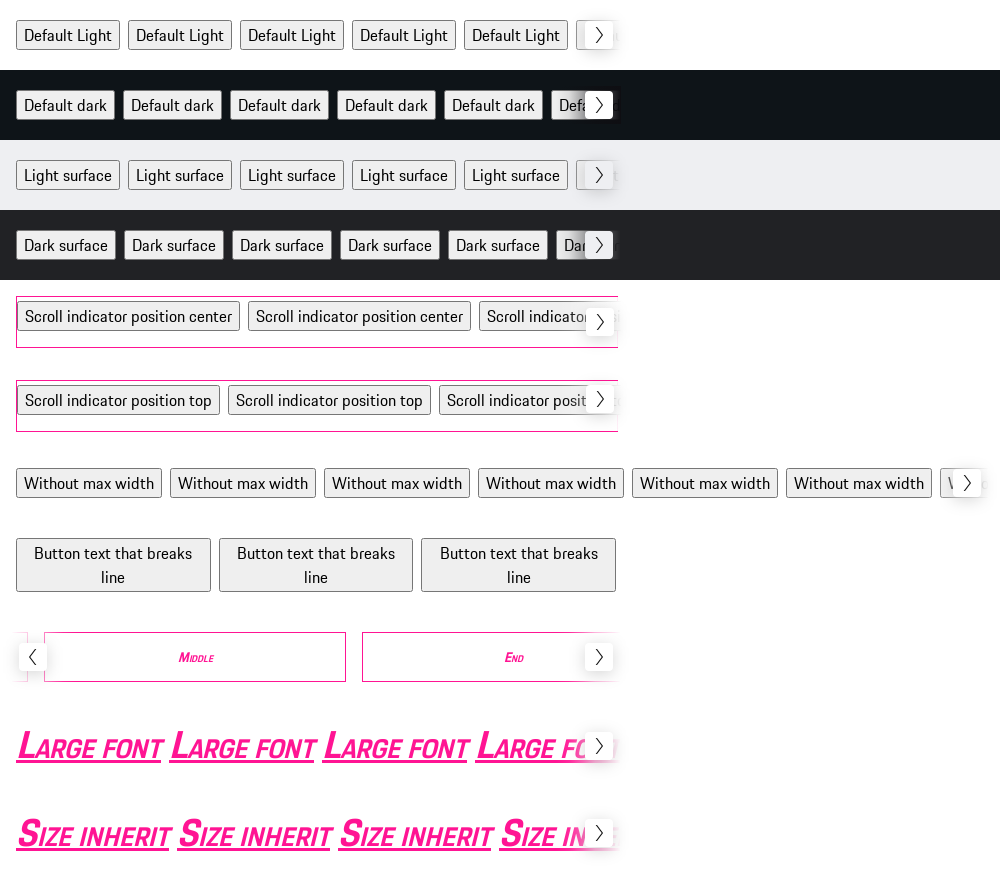 Default Light Default Light Default Light Default Light Default Light
Default dark Default dark Default dark Default dark Default dark
Light surface Light surface Light surface Light surface Light surface
Dark surface Dark surface Dark surface Dark surface Dark surface
Scroll indicator position center Scroll indicator position center Scroll indicator
Scroll indicator position top Scroll indicator position top Scroll indicator
Without max width Without max width Without max width Without max width Without max width Without max width
Button text that breaks line Button text that breaks line Button text that breaks line
Middle End
Large font Large font Large font Large
Size inherit Size inherit Size inherit Size